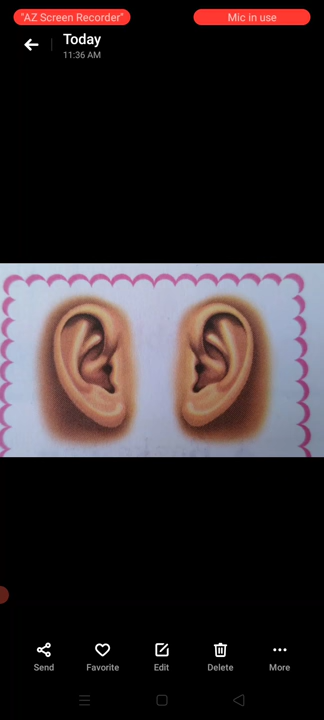 "AZ Screen Recorder"
Mic in use
Today
11:36 AM
Send
Favorite
Edit
Delete
More